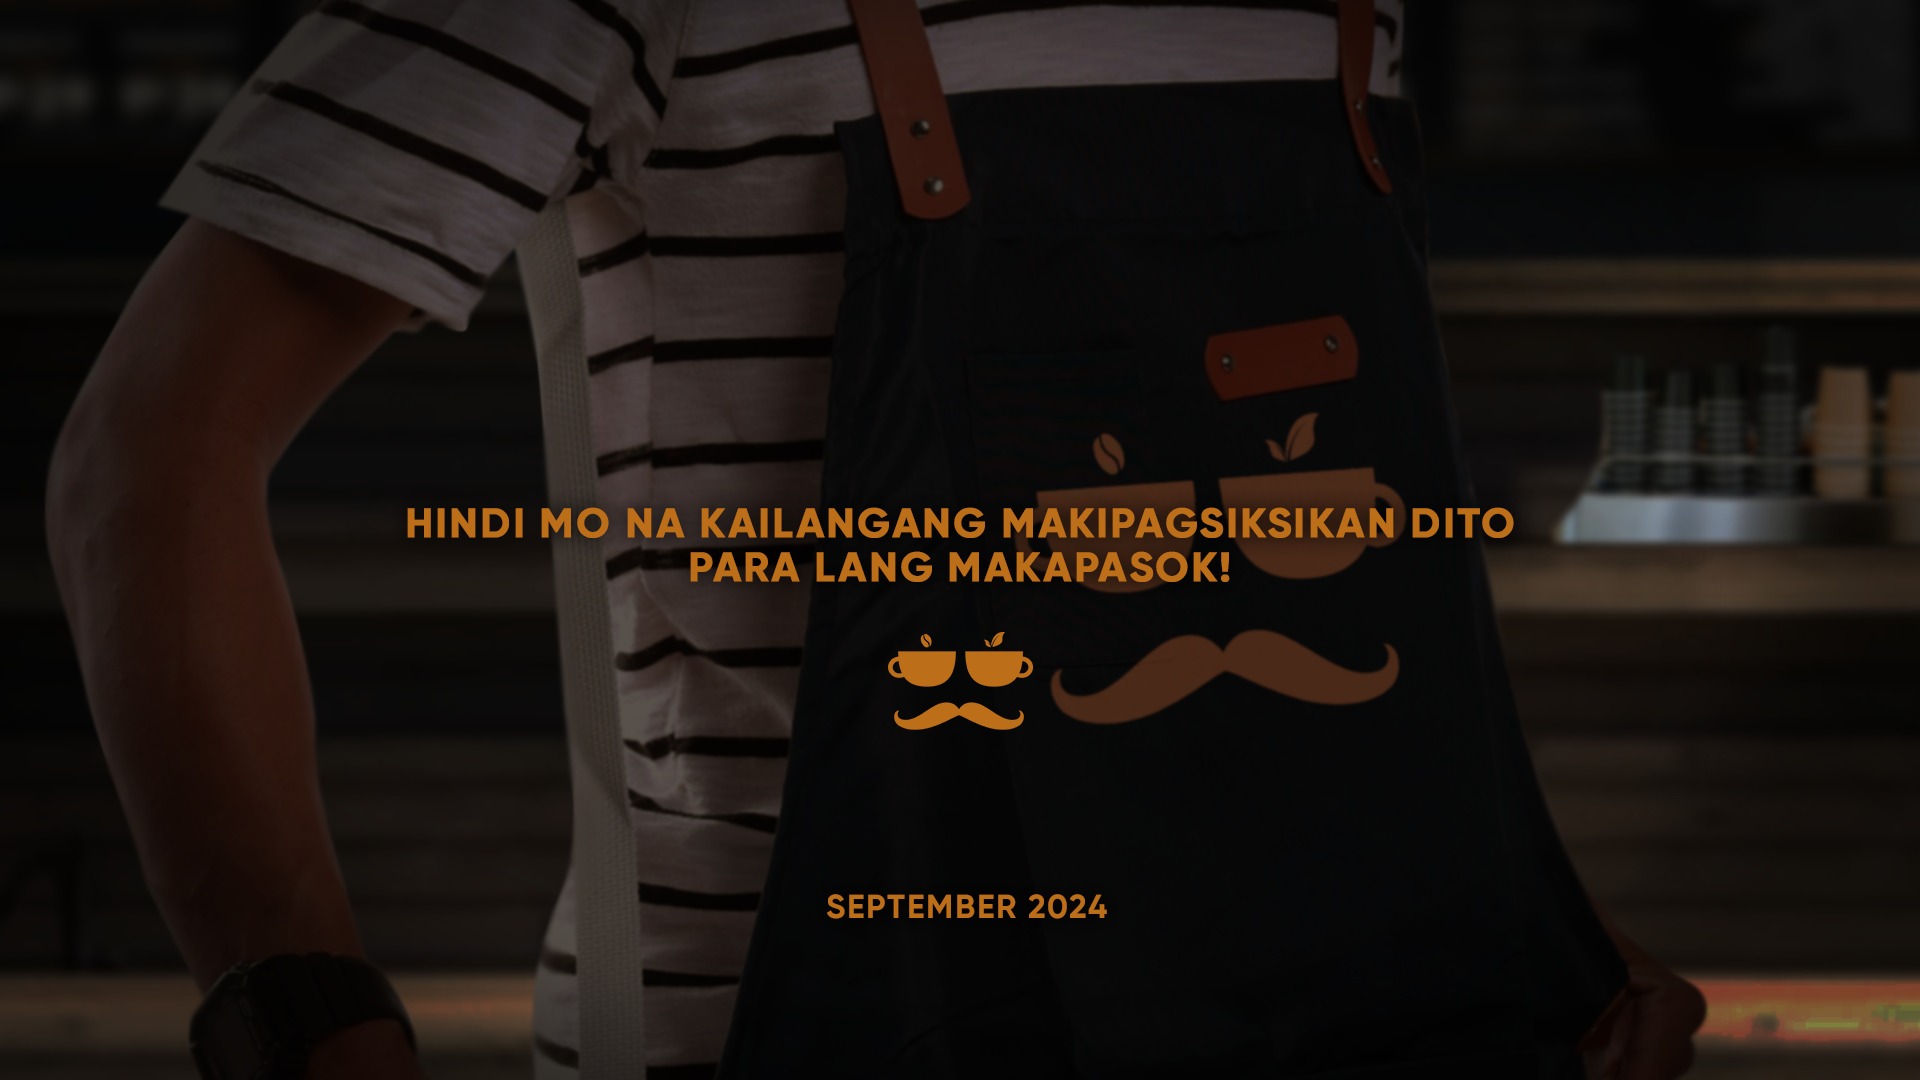 HINDI MO NA KAILANGANG MAKIPAGSIKSIKAN DITO
PARA LANG MAKAPASOK!
SEPTEMBER 2024